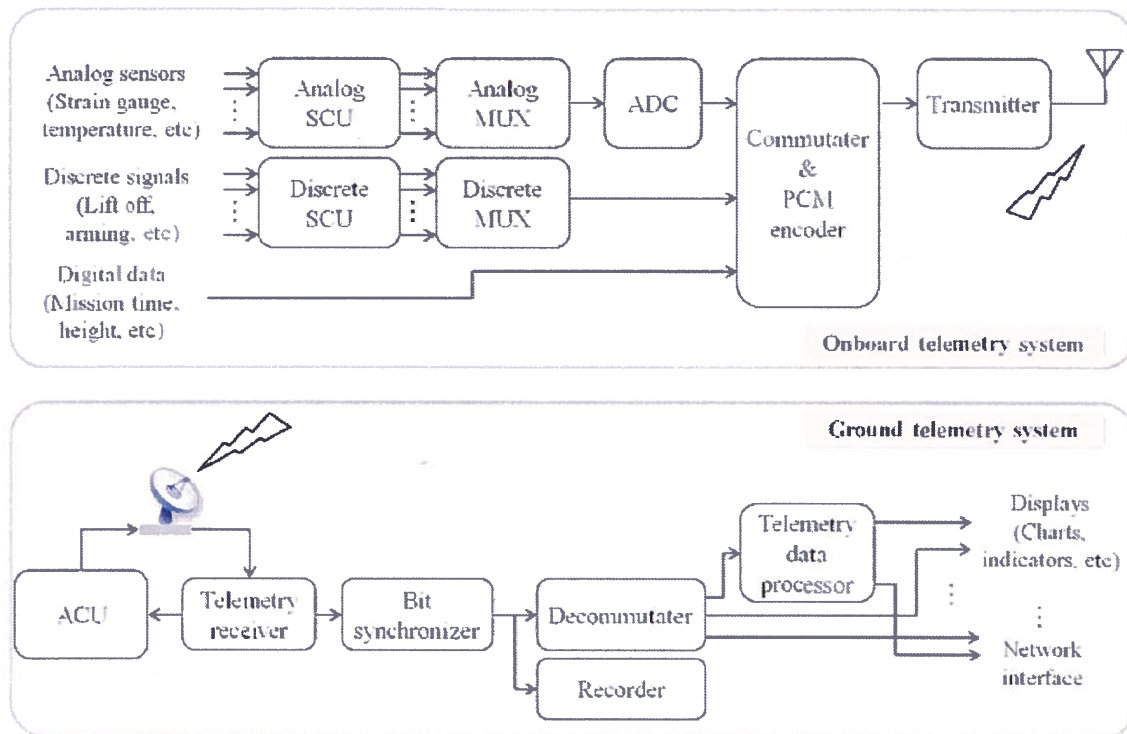 Analog sensors
(Strain gauge,
temperature, etc)
Analog
SCU
Analog
MUX
ADC
Commutater
&
PCM
encoder
Transmitter
Discrete signals
(Lift off,
arming, etc)
Discrete
SCU
Discrete
MUX
Digital data
(Mission time,
height, etc)
Onboard telemetry system
Ground telemetry system
ACU
Telemetry
receiver
Bit
synchronizer
Decommutater
Recorder
Telemetry
data
processor
Displays
(Charts,
indicators, etc)
Network
interface